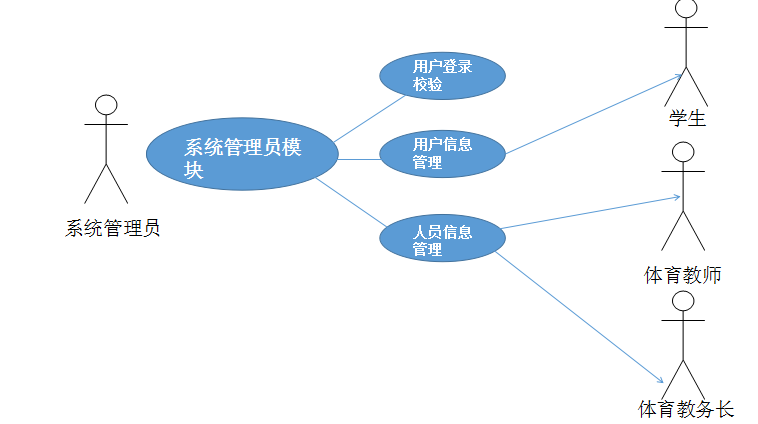 用户登录
校验
学生
系统管理员模
块
用户信息
管理
系统管理员
人员信息
管理
体育教师
体育教务长